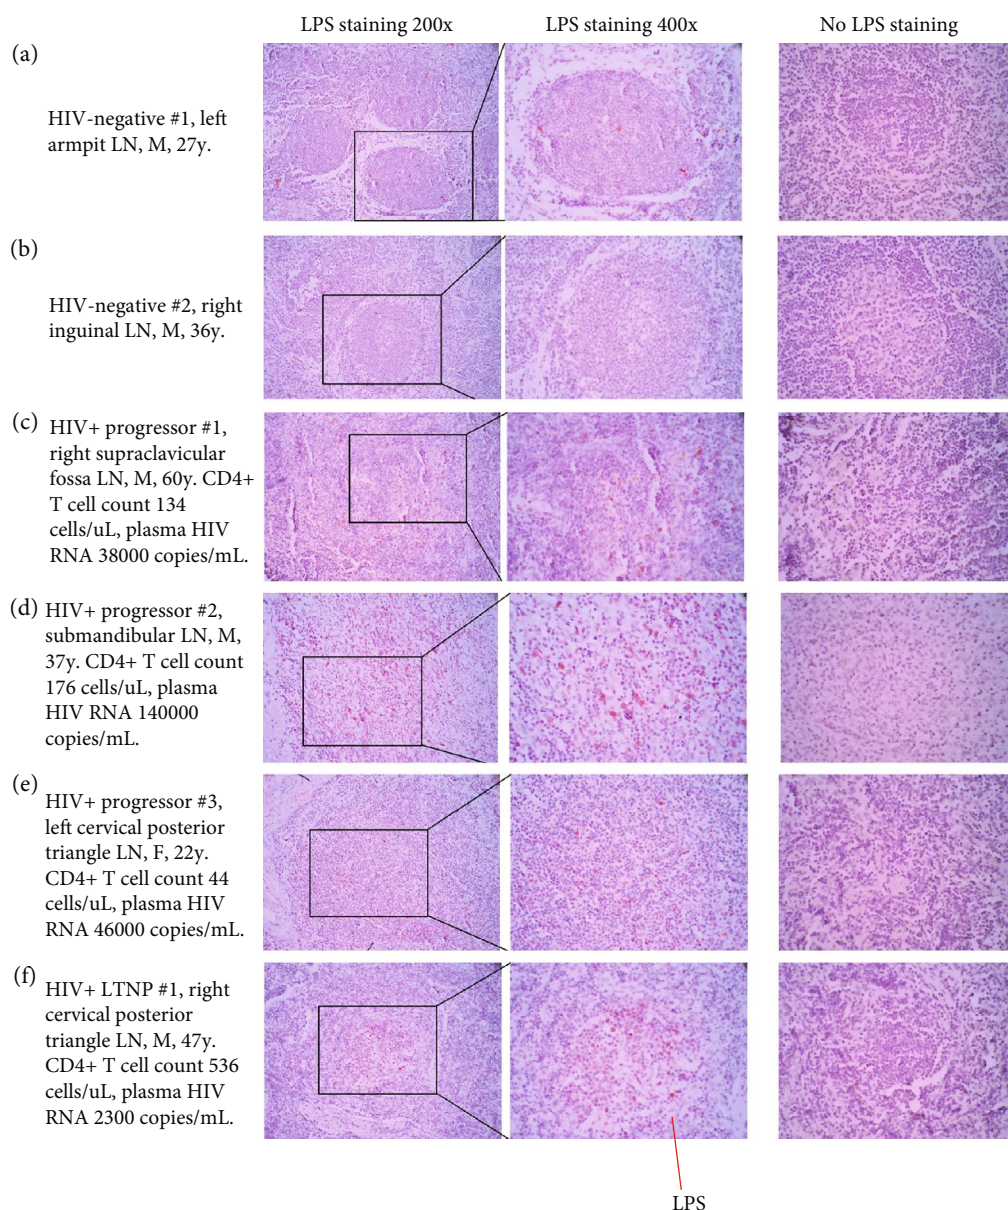 LPS staining 200x
LPS staining 400x
No LPS staining
(a)
HIV-negative #1, left
armpit LN, M, 27y.
(b)
HIV-negative #2, right
inguinal LN, M, 36y.
(c)
HIV+ progressor #1,
right supraclavicular
fossa LN, M, 60y. CD4+
T cell count 134
cells/uL, plasma HIV
RNA 38000 copies/mL.
(d)
HIV+ progressor #2,
submandibular LN, M,
37y. CD4+ T cell count
176 cells/uL, plasma
HIV RNA 140000
copies/mL.
(e)
HIV+ progressor #3,
left cervical posterior
triangle LN, F, 22y.
CD4+ T cell count 44
cells/uL, plasma HIV
RNA 46000 copies/mL.
(f)
HIV+ LTNP #1, right
cervical posterior
triangle LN, M, 47y.
CD4+ T cell count 536
cells/uL, plasma HIV
RNA 2300 copies/mL.
LPS